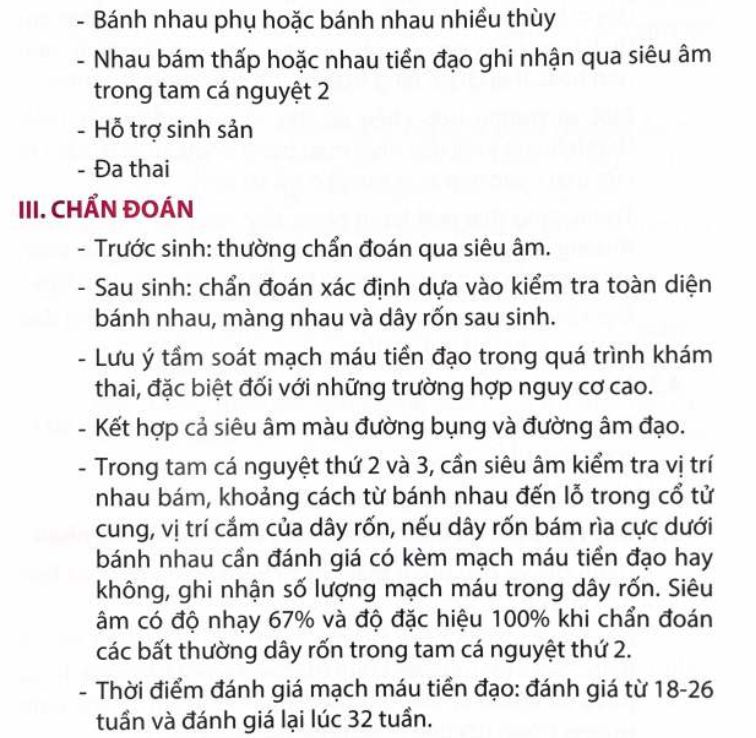 - Bánh nhau phụ hoặc bánh nhau nhiều thùy
- Nhau bám thấp hoặc nhau tiền đạo ghi nhận qua siêu âm
trong tam cá nguyệt 2
- Hỗ trợ sinh sản
- Đa thai
III. CHẨN ĐOÁN
- Trước sinh: thường chẩn đoán qua siêu âm.
- Sau sinh: chẩn đoán xác định dựa vào kiểm tra toàn diện
bánh nhau, màng nhau và dây rốn sau sinh.
- Lưu ý tầm soát mạch máu tiền đạo trong quá trình khám
thai, đặc biệt đối với những trường hợp nguy cơ cao.
- Kết hợp cả siêu âm màu đường bụng và đường âm đạo.
- Trong tam cá nguyệt thứ 2 và 3, cần siêu âm kiểm tra vị trí
nhau bám, khoảng cách từ bánh nhau đến lỗ trong cổ tử
cung, vị trí cắm của dây rốn, nếu dây rốn bám rìa cực dưới
bánh nhau cần đánh giá có kèm mạch máu tiền đạo hay
không, ghi nhận số lượng mạch máu trong dây rốn. Siêu
âm có độ nhạy 67% và độ đặc hiệu 100% khi chẩn đoán
các bất thường dây rốn trong tam cá nguyệt thứ 2.
- Thời điểm đánh giá mạch máu tiền đạo: đánh giá từ 18-26
tuần và đánh giá lại lúc 32 tuần.